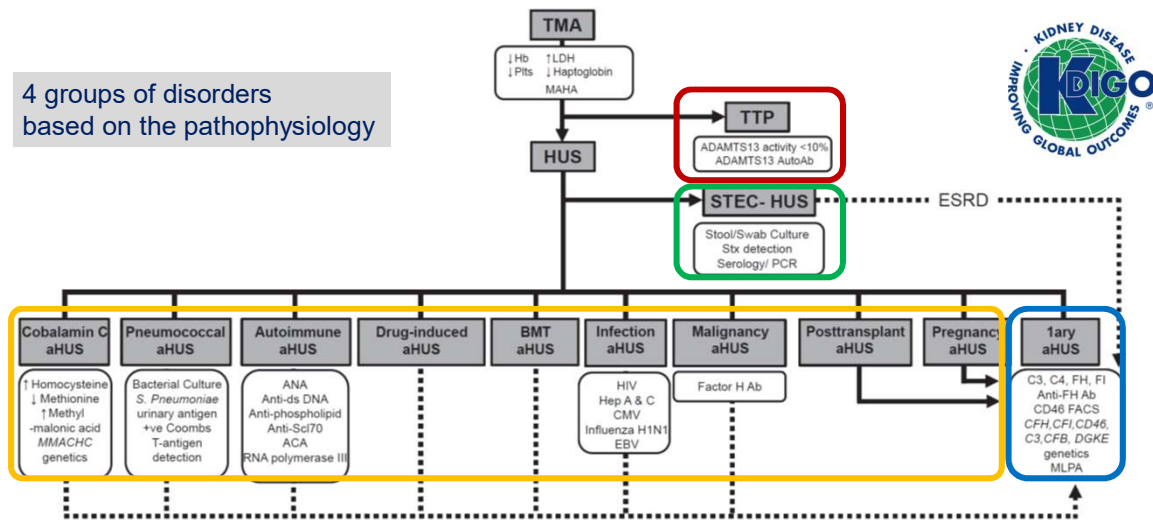 4 groups of disorders
based on the pathophysiology
TMA
↓Hb ↑LDH
↓Plts ↓Haptoglobin
MAHA
KIDNEY DISEASE
KDIGO
IMPROVING GLOBAL OUTCOMES
®
TTP
ADAMTS13 activity <10%
ADAMTS13 AutoAb
HUS
STEC- HUS
Stool/Swab Culture
Stx detection
Serology/ PCR
ESRD
Cobalamin C
aHUS
↑Homocysteine
↓ Methionine
↑ Methyl
-malonic acid
MMACHC
genetics
Pneumococcal
aHUS
Bacterial Culture
S. Pneumoniae
urinary antigen
+ve Coombs
T-antigen
detection
Autoimmune
aHUS
ANA
Anti-ds DNA
Anti-phospholipid
Anti-Scl70
ACA
RNA polymerase III
Drug-induced
aHUS
BMT
aHUS
Infection
aHUS
HIV
Hep A & C
CMV
Influenza H1N1
EBV
Malignancy
aHUS
Factor H Ab
Posttransplant
aHUS
Pregnancy
aHUS
1ary
aHUS
C3, C4, FH, FI
Anti-FH Ab
CD46 FACS
CFH,CFI,CD46,
C3,CFB, DGKE
genetics
MLPA